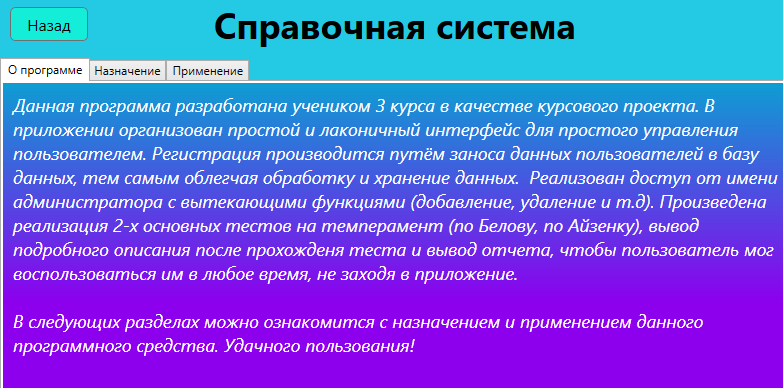 Назад
Справочная система
О программе Назначение Применение
Данная программа разработана учеником 3 курса в качестве курсового проекта. В
приложении организован простой и лаконичный интерфейс для простого управления
пользователем. Регистрация производится путём заноса данных пользователей в базу
данных, тем самым облегчая обработку и хранение данных.  Реализован доступ от имени
администратора с вытекающими функциями (добавление, удаление и т.д). Произведена
реализация 2-х основных тестов на темперамент (по Белову, по Айзенку), вывод
подробного описания после прохожденя теста и вывод отчета, чтобы пользователь мог
воспользоваться им в любое время, не заходя в приложение.
В следующих разделах можно ознакомится с назначением и применением данного
программного средства. Удачного пользования!